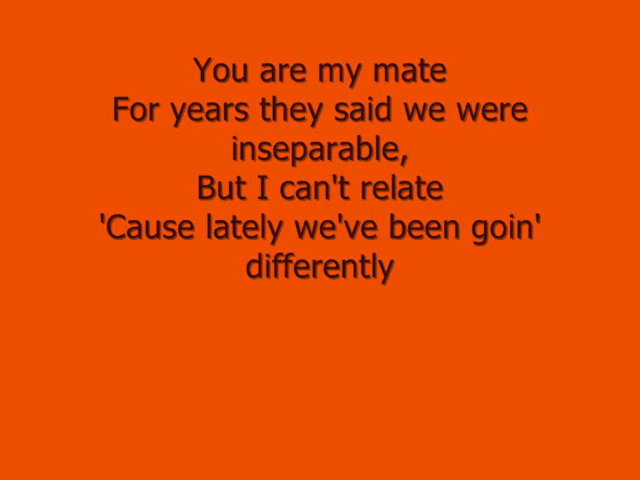 You are my mate
For years they said we were
inseparable,
But I can't relate
'Cause lately we've been goin'
differently